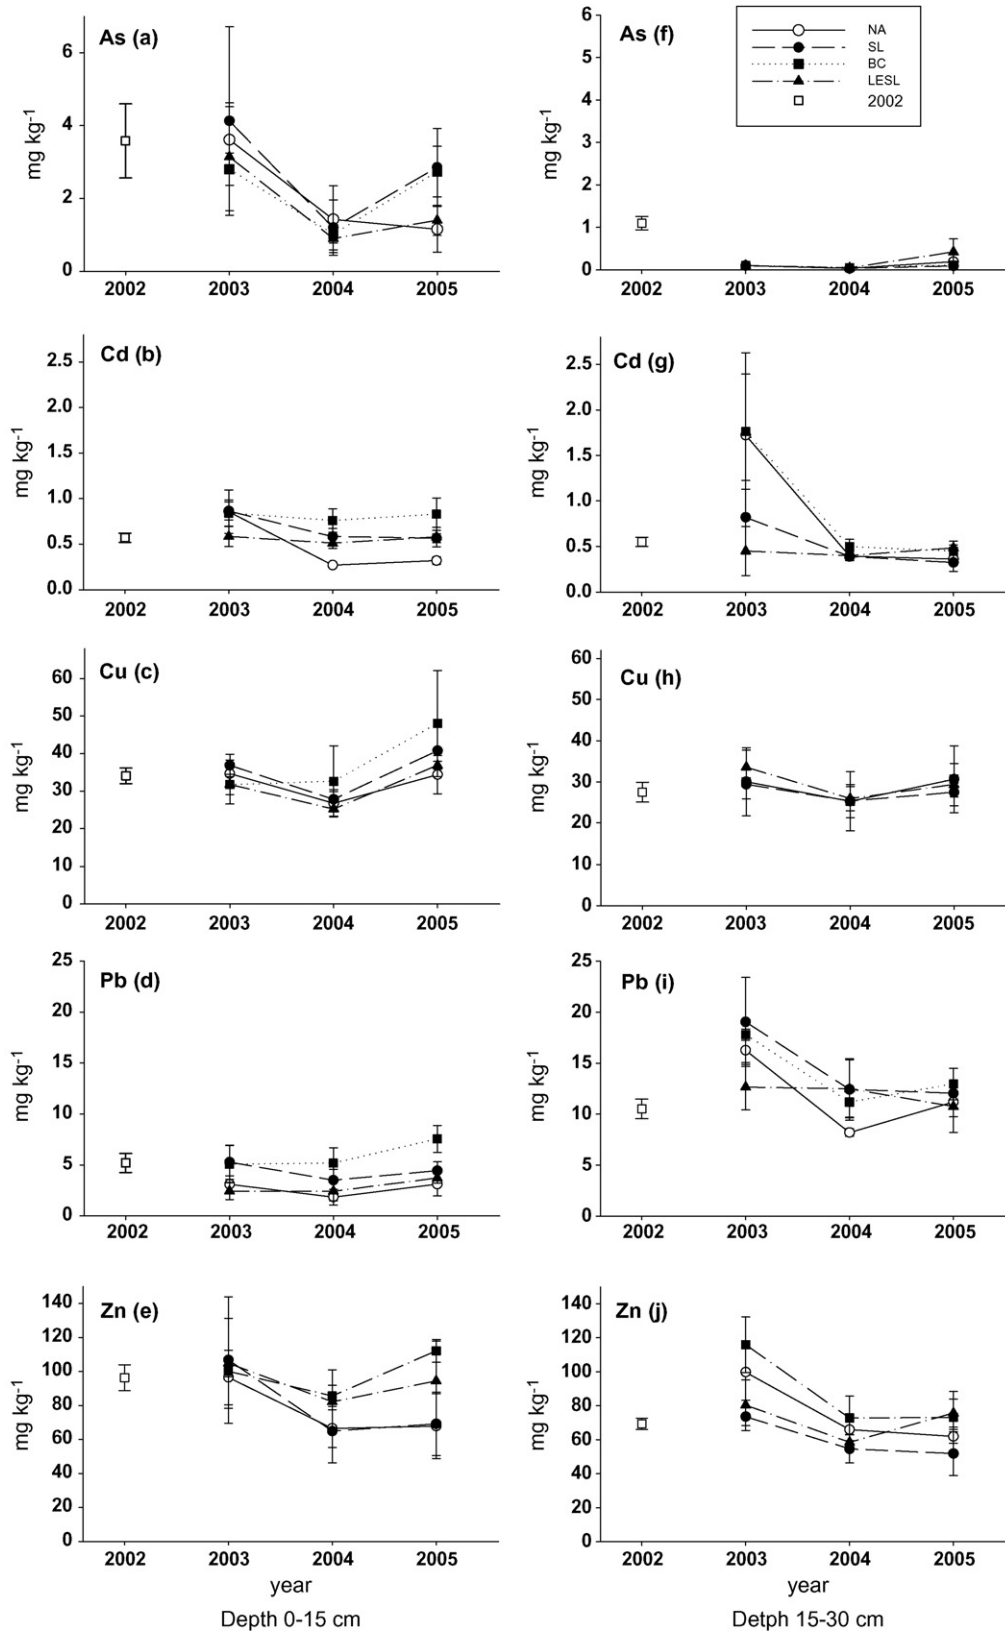 As (a)
6
4
2
0
mg kg-1
2002 2003 2004 2005
As (f)
6
5
4
3
2
1
0
mg kg-1
2002 2003 2004 2005
NA
SL
BC
LESL
2002
Cd (b)
2.5
2.0
1.5
1.0
0.5
0.0
mg kg-1
2002 2003 2004 2005
Cd (g)
2.5
2.0
1.5
1.0
0.5
0.0
mg kg-1
2002 2003 2004 2005
Cu (c)
60
50
40
30
20
10
0
mg kg-1
2002 2003 2004 2005
Cu (h)
60
50
40
30
20
10
0
mg kg-1
2002 2003 2004 2005
Pb (d)
25
20
15
10
5
0
mg kg-1
2002 2003 2004 2005
Pb (i)
25
20
15
10
5
0
mg kg-1
2002 2003 2004 2005
Zn (e)
140
120
100
80
60
40
20
0
mg kg-1
2002 2003 2004 2005
year
Depth 0-15 cm
Zn (j)
140
120
100
80
60
40
20
0
mg kg-1
2002 2003 2004 2005
year
Detph 15-30 cm